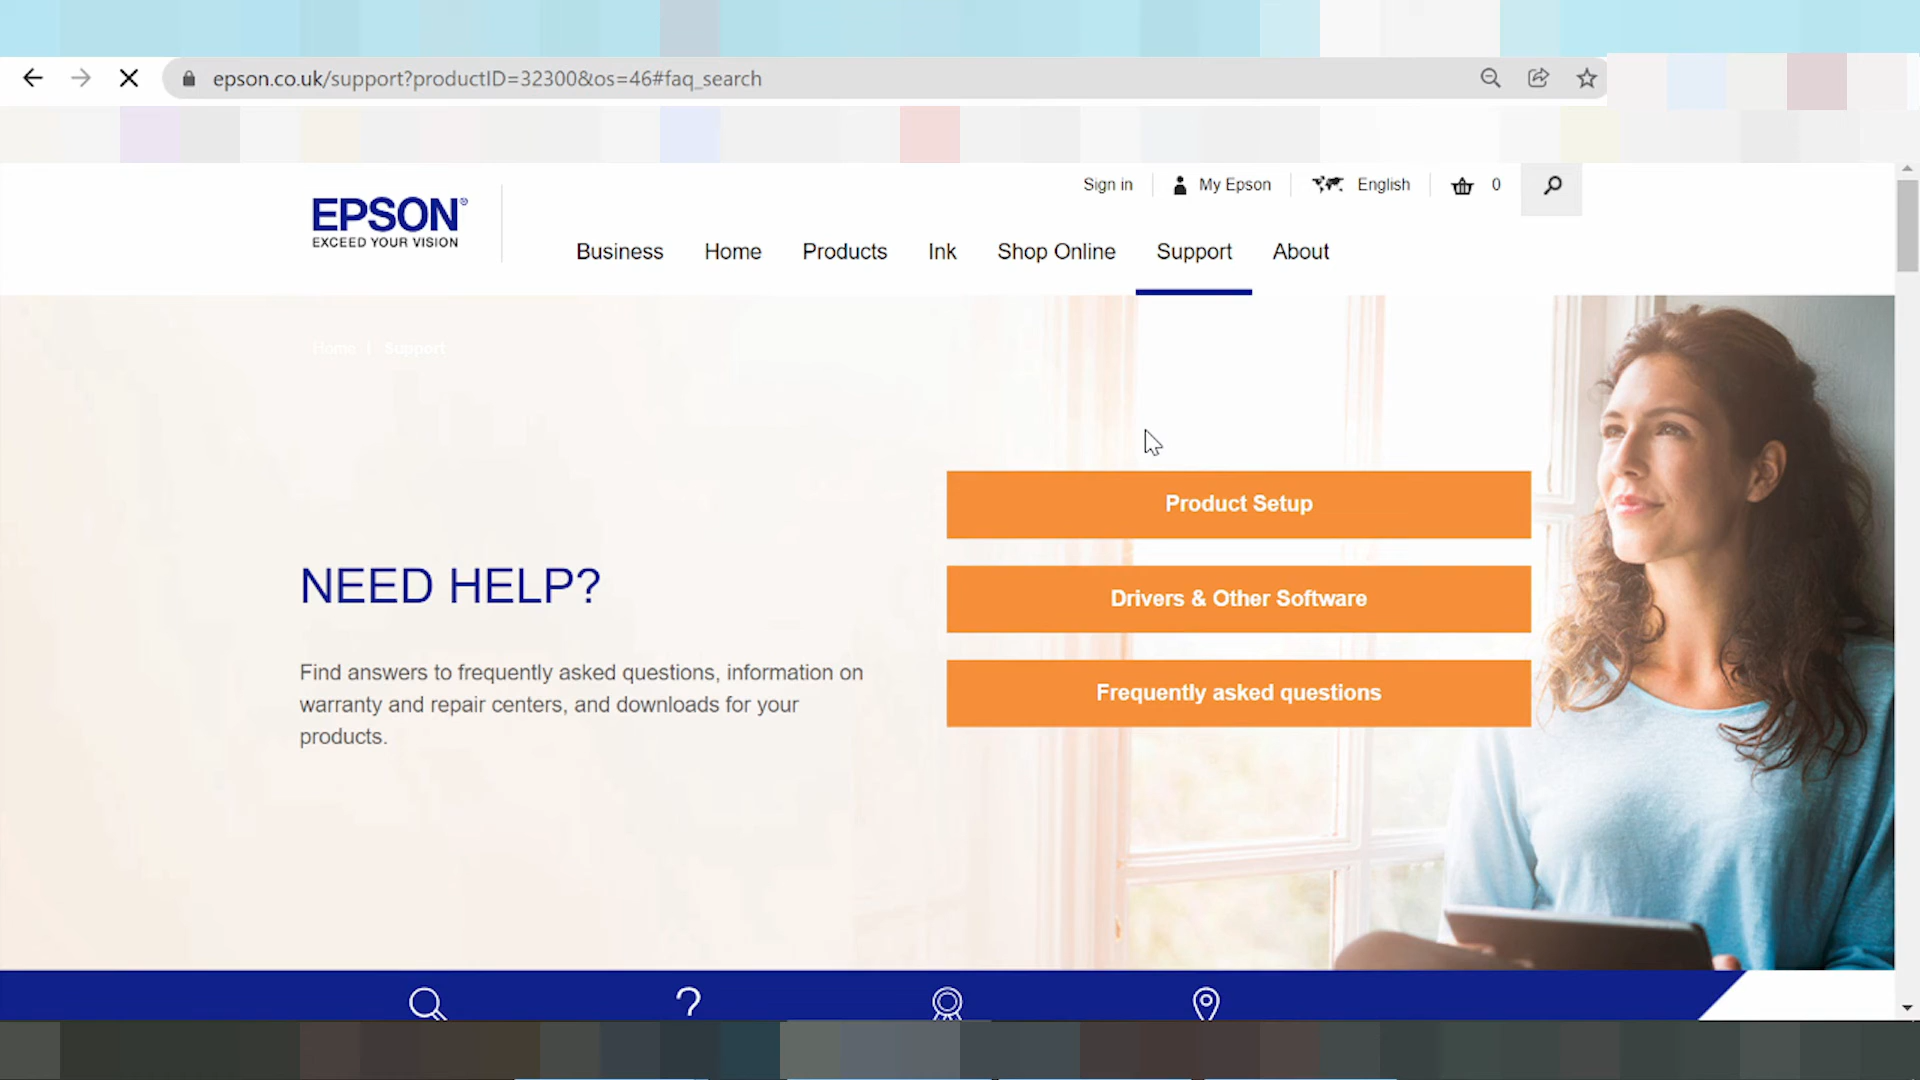 epson.co.uk/support?productID=32300&os=46#faq_search
Sign in My Epson English 0
EPSON®
EXCEED YOUR VISION
Business Home Products Ink Shop Online Support About
Home | Support
Product Setup
Drivers & Other Software
Frequently asked questions
NEED HELP?
Find answers to frequently asked questions, information on
warranty and repair centers, and downloads for your
products.